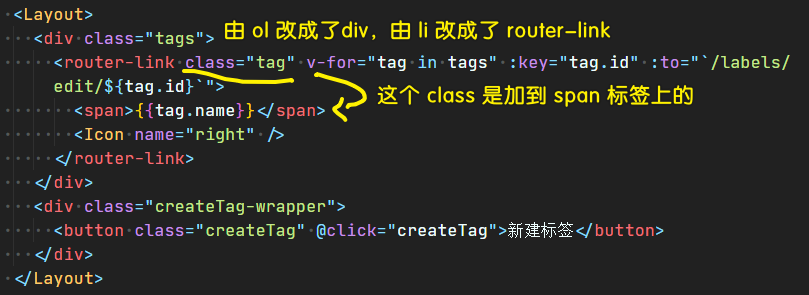 <Layout>
由 ol 改成了div，由 li 改成了 router-link
<div class="tags">
<router-link class="tag" v-for="tag in tags" :key="tag.id" :to="`/labels/
edit/${tag.id}`">
这个 class 是加到 span 标签上的
<span>{{tag.name}}</span>
<Icon name="right" />
</router-link>
</div>
<div class="createTag-wrapper">
<button class="createTag" @click="createTag">新建标签</button>
</div>
</Layout>